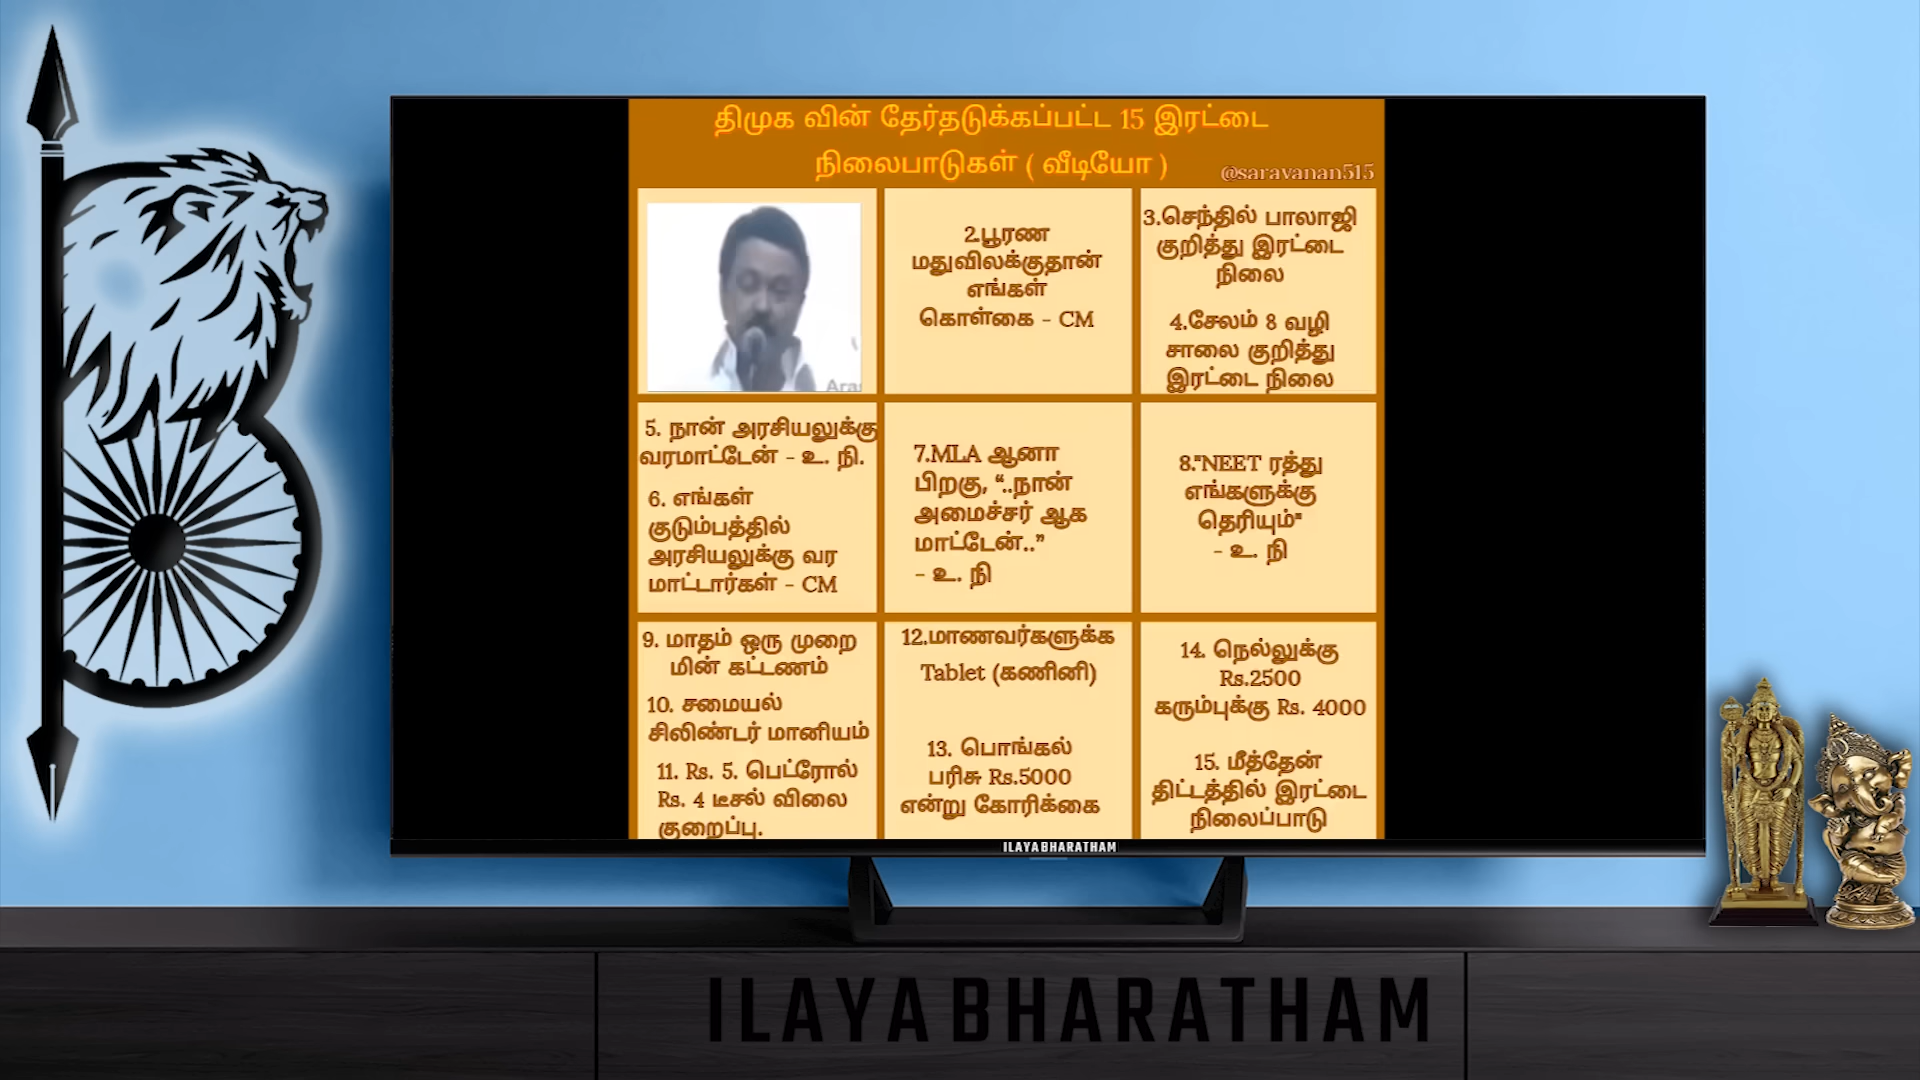 திமுக வின் தேர்தடுக்கப்பட்ட 15 இரட்டை
நிலைபாடுகள் ( வீடியோ )
@saravanan515
Aras
2.பூரண
மதுவிலக்குதான்
எங்கள்
கொள்கை - CM
3.செந்தில் பாலாஜி
குறித்து இரட்டை
நிலை
4.சேலம் 8 வழி
சாலை குறித்து
இரட்டை நிலை
5. நான் அரசியலுக்கு
வரமாட்டேன் - உ. நி.
6. எங்கள்
குடும்பத்தில்
அரசியலுக்கு வர
மாட்டார்கள் - CM
7.MLA ஆனா
பிறகு, “..நான்
அமைச்சர் ஆக
மாட்டேன்..”
- உ. நி
8."NEET ரத்து
எங்களுக்கு
தெரியும்"
- உ. நி
9. மாதம் ஒரு முறை
மின் கட்டணம்
10. சமையல்
சிலிண்டர் மானியம்
11. Rs. 5. பெட்ரோல்
Rs. 4 டீசல் விலை
குறைப்பு.
12.மாணவர்களுக்க
Tablet (கணினி)
13. பொங்கல்
பரிசு Rs.5000
என்று கோரிக்கை
14. நெல்லுக்கு
Rs.2500
கரும்புக்கு Rs. 4000
15. மீத்தேன்
திட்டத்தில் இரட்டை
நிலைப்பாடு
ILAYABHARATHAM
ILAYABHARATHAM